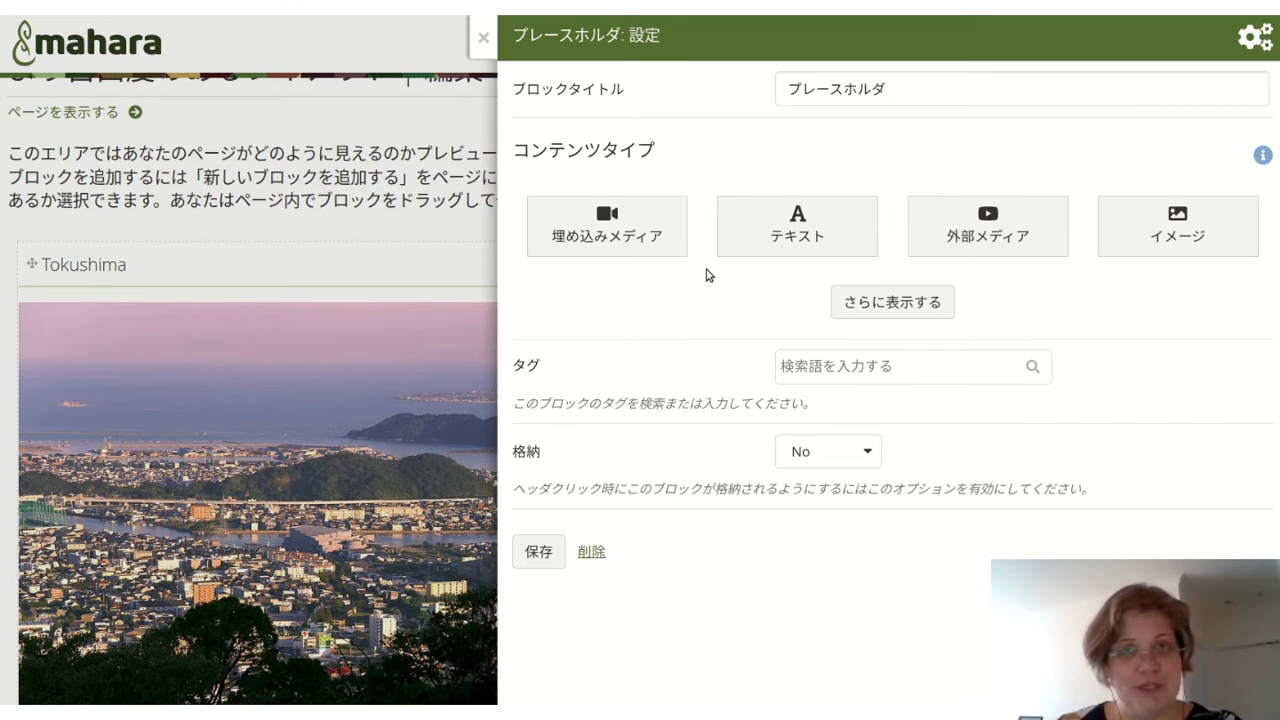 mahara
ページを表示する
このエリアではあなたのページがどのように見えるのかプレビュー
ブロックを追加するには「新しいブロックを追加する」をページに
あるか選択できます。あなたはページ内でブロックをドラッグして
Tokushima
×
プレースホルダ: 設定
ブロックタイトル
プレースホルダ
コンテンツタイプ
埋め込みメディア
テキスト
外部メディア
イメージ
さらに表示する
タグ
検索語を入力する
このブロックのタグを検索または入力してください。
格納
No
ヘッダクリック時にこのブロックが格納されるようにするにはこのオプションを有効にしてください。
保存
削除